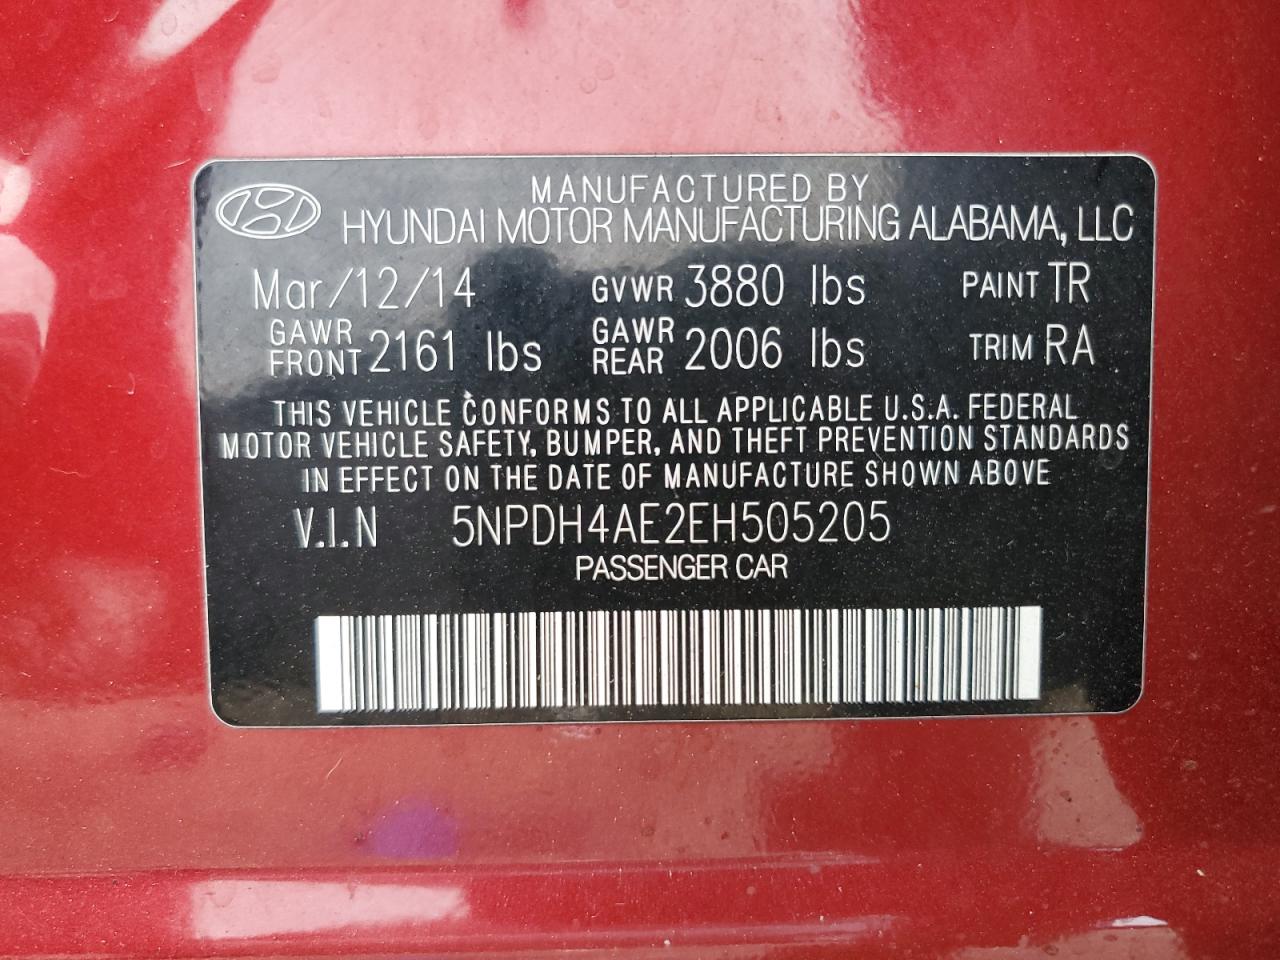 MANUFACTURED BY
HYUNDAI MOTOR MANUFACTURING ALABAMA, LLC
Mar/12/14 GVWR 3880 lbs PAINT TR
GAWR FRONT 2161 lbs GAWR REAR 2006 lbs TRIM RA
THIS VEHICLE CONFORMS TO ALL APPLICABLE U.S.A. FEDERAL
MOTOR VEHICLE SAFETY, BUMPER, AND THEFT PREVENTION STANDARDS
IN EFFECT ON THE DATE OF MANUFACTURE SHOWN ABOVE
V.I.N 5NPDH4AE2EH505205
PASSENGER CAR